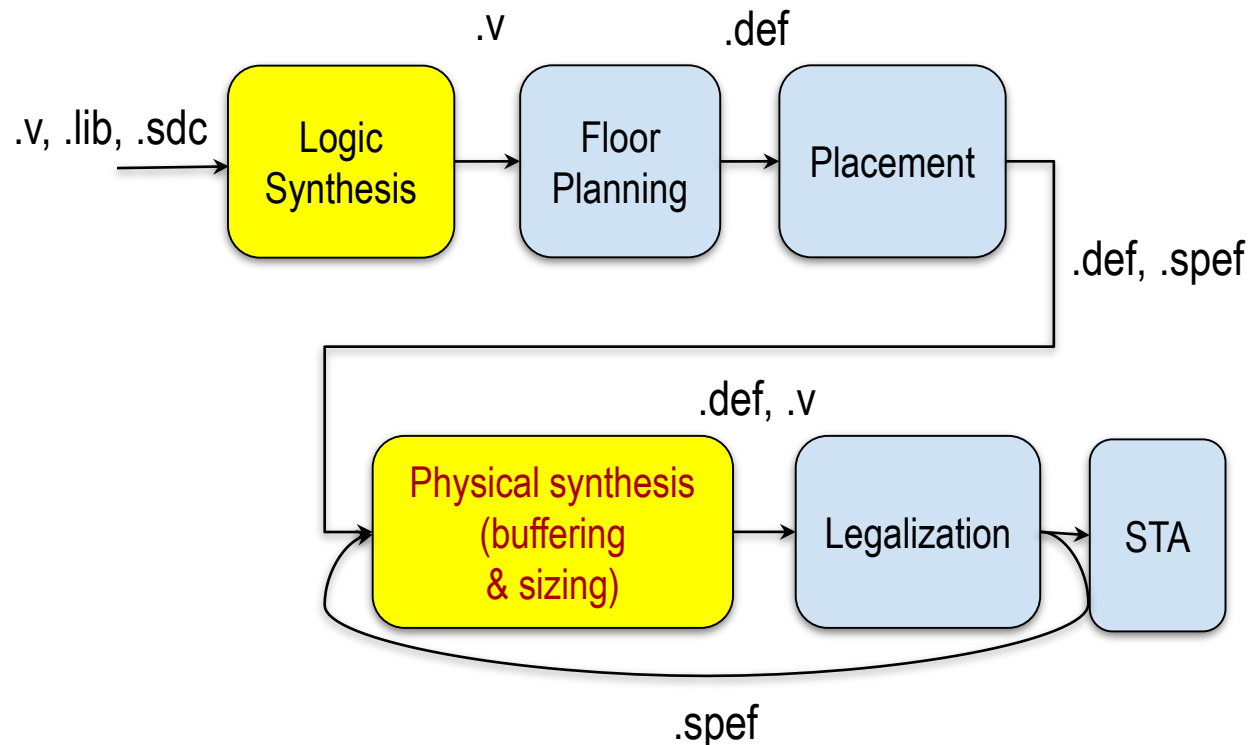 .v
.def
.v, .lib, .sdc
Logic
Synthesis
Floor
Planning
Placement
.def, .spef
.def, .v
Physical synthesis
(buffering
& sizing)
Legalization
STA
.spef